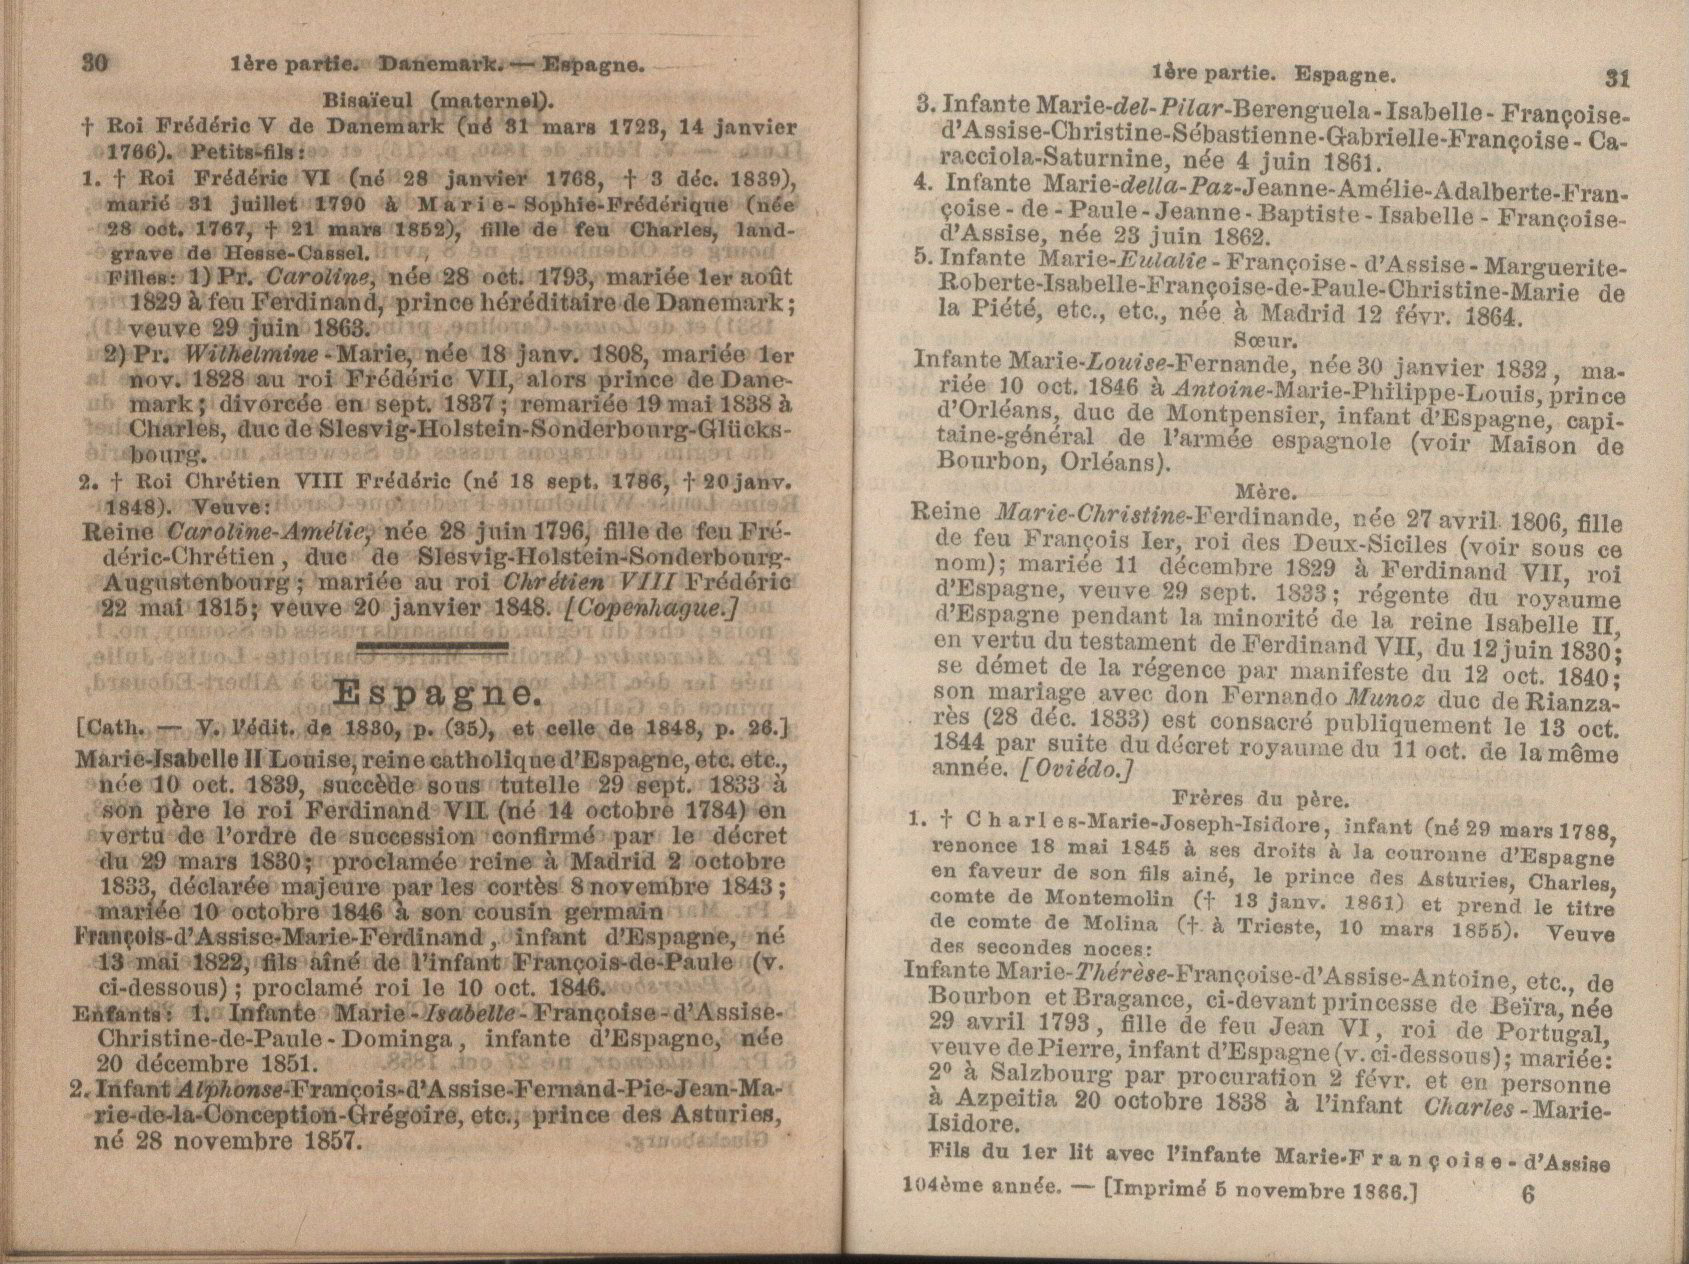 30 1ère partie. Danemark. — Espagne.
Bisaïeul (maternel).
† Roi Frédéric V de Danemark (né 31 mars 1723, 14 janvier
1766). Petits-fils:
1. † Roi Frédéric VI (né 28 janvier 1768, † 3 déc. 1839),
marié 31 juillet 1790 à Marie-Sophie-Frédérique (née
28 oct. 1767, † 21 mars 1852), fille de feu Charles, land-
grave de Hesse-Cassel.
Filles: 1) Pr. Caroline, née 28 oct. 1793, mariée 1er août
1829 à feu Ferdinand, prince héréditaire de Danemark;
veuve 29 juin 1863.
2) Pr. Wilhelmine-Marie, née 18 janv. 1808, mariée 1er
nov. 1828 au roi Frédéric VII, alors prince de Dane-
mark; divorcée en sept. 1837; remariée 19 mai 1838 à
Charles, duc de Slesvig-Holstein-Sonderbourg-Glücks-
bourg.
2. † Roi Chrétien VIII Frédéric (né 18 sept. 1786, † 20 janv.
1848). Veuve:
Reine Caroline-Amélie, née 28 juin 1796, fille de feu Fré-
déric-Chrétien, duc de Slesvig-Holstein-Sonderbourg-
Augustenbourg; mariée au roi Chrétien VIII Frédéric
22 mai 1815; veuve 20 janvier 1848. [Copenhague.]
Espagne.
[Cath. — V. l'édit. de 1830, p. (35), et celle de 1848, p. 26.]
Marie-Isabelle II Louise, reine catholique d'Espagne, etc. etc.,
née 10 oct. 1839, succède sous tutelle 29 sept. 1833 à
son père le roi Ferdinand VII (né 14 octobre 1784) en
vertu de l'ordre de succession confirmé par le décret
du 29 mars 1830; proclamée reine à Madrid 2 octobre
1833, déclarée majeure par les cortès 8 novembre 1843;
mariée 10 octobre 1846 à son cousin germain
François-d'Assise-Marie-Ferdinand, infant d'Espagne, né
13 mai 1822, fils aîné de l'infant François-de-Paule (v.
ci-dessous); proclamé roi le 10 oct. 1846.
Enfants: 1. Infante Marie-Isabelle-Françoise-d'Assise-
Christine-de-Paule-Dominga, infante d'Espagne, née
20 décembre 1851.
2. Infant Alphonse-François-d'Assise-Fernand-Pie-Jean-Ma-
rie-de-la-Conception-Grégoire, etc., prince des Asturies,
né 28 novembre 1857.
1ère partie. Espagne. 31
3. Infante Marie-del-Pilar-Berenguela-Isabelle-Françoise-
d'Assise-Christine-Sébastienne-Gabrielle-Françoise-Ca-
racciola-Saturnine, née 4 juin 1861.
4. Infante Marie-della-Paz-Jeanne-Amélie-Adalberte-Fran-
çoise-de-Paule-Jeanne-Baptiste-Isabelle-Françoise-
d'Assise, née 23 juin 1862.
5. Infante Marie-Eulalie-Françoise-d'Assise-Marguerite-
Roberte-Isabelle-Françoise-de-Paule-Christine-Marie de
la Piété, etc., etc., née à Madrid 12 févr. 1864.
Sœur.
Infante Marie-Louise-Fernande, née 30 janvier 1832, ma-
riée 10 oct. 1846 à Antoine-Marie-Philippe-Louis, prince
d'Orléans, duc de Montpensier, infant d'Espagne, capi-
taine-général de l'armée espagnole (voir Maison de
Bourbon, Orléans).
Mère.
Reine Marie-Christine-Ferdinande, née 27 avril 1806, fille
de feu François Ier, roi des Deux-Siciles (voir sous ce
nom); mariée 11 décembre 1829 à Ferdinand VII, roi
d'Espagne, veuve 29 sept. 1833; régente du royaume
d'Espagne pendant la minorité de la reine Isabelle II,
en vertu du testament de Ferdinand VII, du 12 juin 1830;
se démet de la régence par manifeste du 12 oct. 1840;
son mariage avec don Fernando Munoz duc de Rianza-
rès (28 déc. 1833) est consacré publiquement le 13 oct.
1844 par suite du décret royaume du 11 oct. de la même
année. [Oviédo.]
Frères du père.
1. † Charles-Marie-Joseph-Isidore, infant (né 29 mars 1788,
renonce 18 mai 1845 à ses droits à la couronne d'Espagne
en faveur de son fils ainé, le prince des Asturies, Charles,
comte de Montemolin († 13 janv. 1861) et prend le titre
de comte de Molina († à Trieste, 10 mars 1855). Veuve
des secondes noces:
Infante Marie-Thérèse-Françoise-d'Assise-Antoine, etc., de
Bourbon et Bragance, ci-devant princesse de Beïra, née
29 avril 1793, fille de feu Jean VI, roi de Portugal,
veuve de Pierre, infant d'Espagne (v. ci-dessous); mariée:
2⁰ à Salzbourg par procuration 2 févr. et en personne
à Azpeitia 20 octobre 1838 à l'infant Charles-Marie-
Isidore.
Fils du 1er lit avec l'infante Marie-Françoise-d'Assise
104ème année. — [Imprimé 5 novembre 1866.] 6